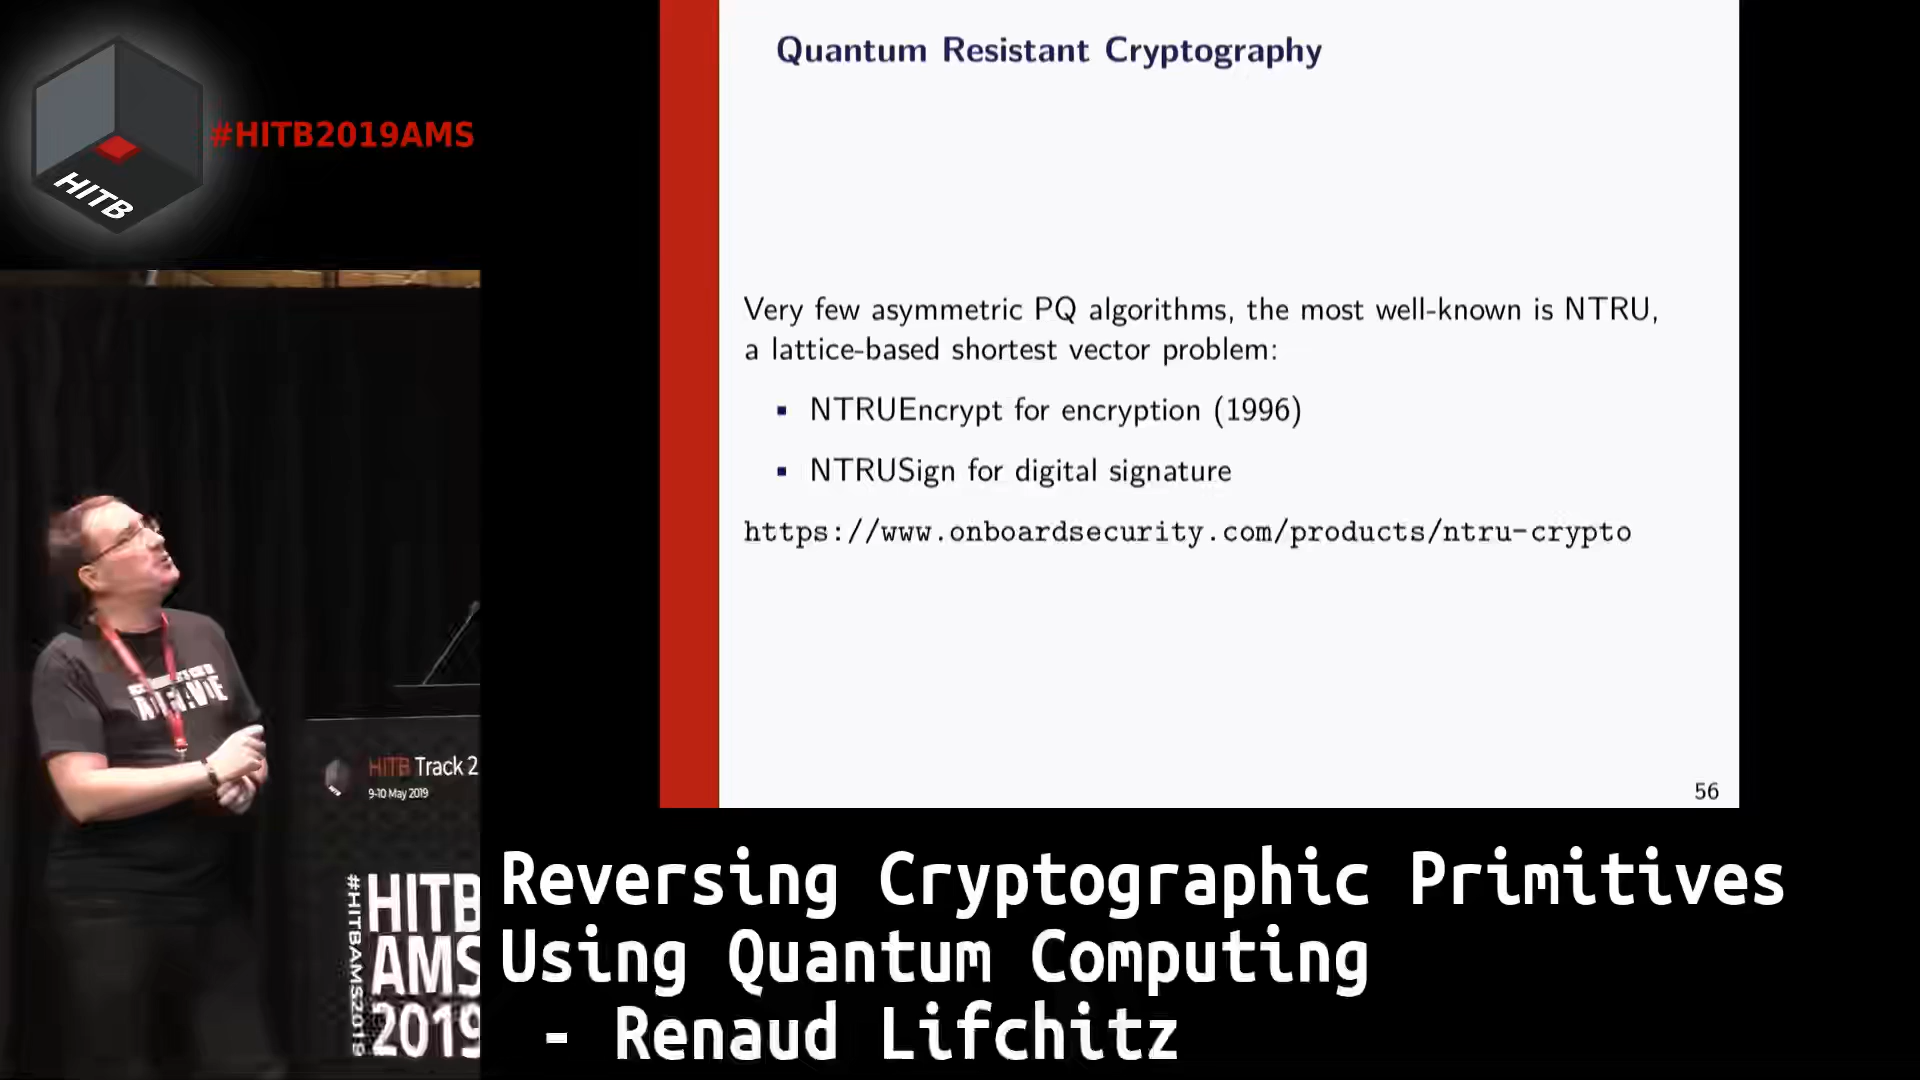 HITB
#HITB2019AMS
Quantum Resistant Cryptography
Very few asymmetric PQ algorithms, the most well-known is NTRU,
a lattice-based shortest vector problem:
▪ NTRUEncrypt for encryption (1996)
▪ NTRUSign for digital signature
https://www.onboardsecurity.com/products/ntru-crypto
56
HITB Track 2
9-10 May 2019
#HITBAMS2019
HITB
AMS
2019
Reversing Cryptographic Primitives
Using Quantum Computing
- Renaud Lifchitz